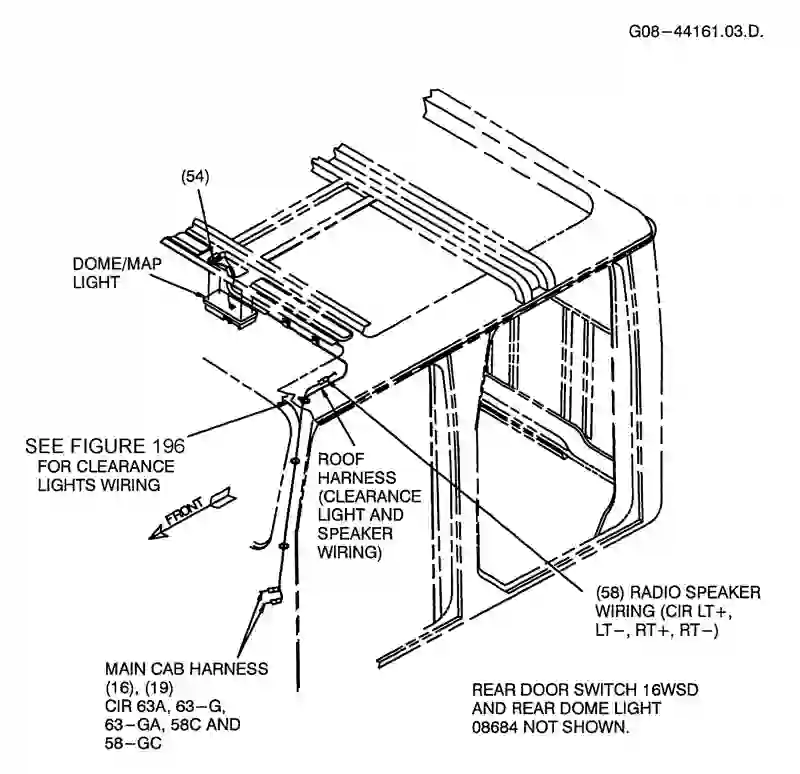 G08-44161.03.D.
(54)
DOME/MAP
LIGHT
SEE FIGURE 196
FOR CLEARANCE
LIGHTS WIRING
FRONT
ROOF
HARNESS
(CLEARANCE
LIGHT AND
SPEAKER
WIRING)
(58) RADIO SPEAKER
WIRING (CIR LT+,
LT-, RT+, RT-)
MAIN CAB HARNESS
(16), (19)
CIR 63A, 63-G,
63-GA, 58C AND
58-GC
REAR DOOR SWITCH 16WSD
AND REAR DOME LIGHT
08684 NOT SHOWN.